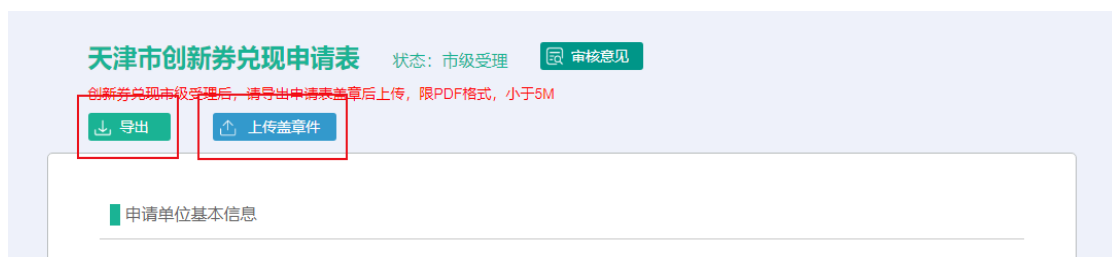 天津市创新券兑现申请表 状态：市级受理 审核意见
创新券兑现市级受理后，请导出申请表盖章后上传，限PDF格式，小于5M
导出 上传盖章件
申请单位基本信息